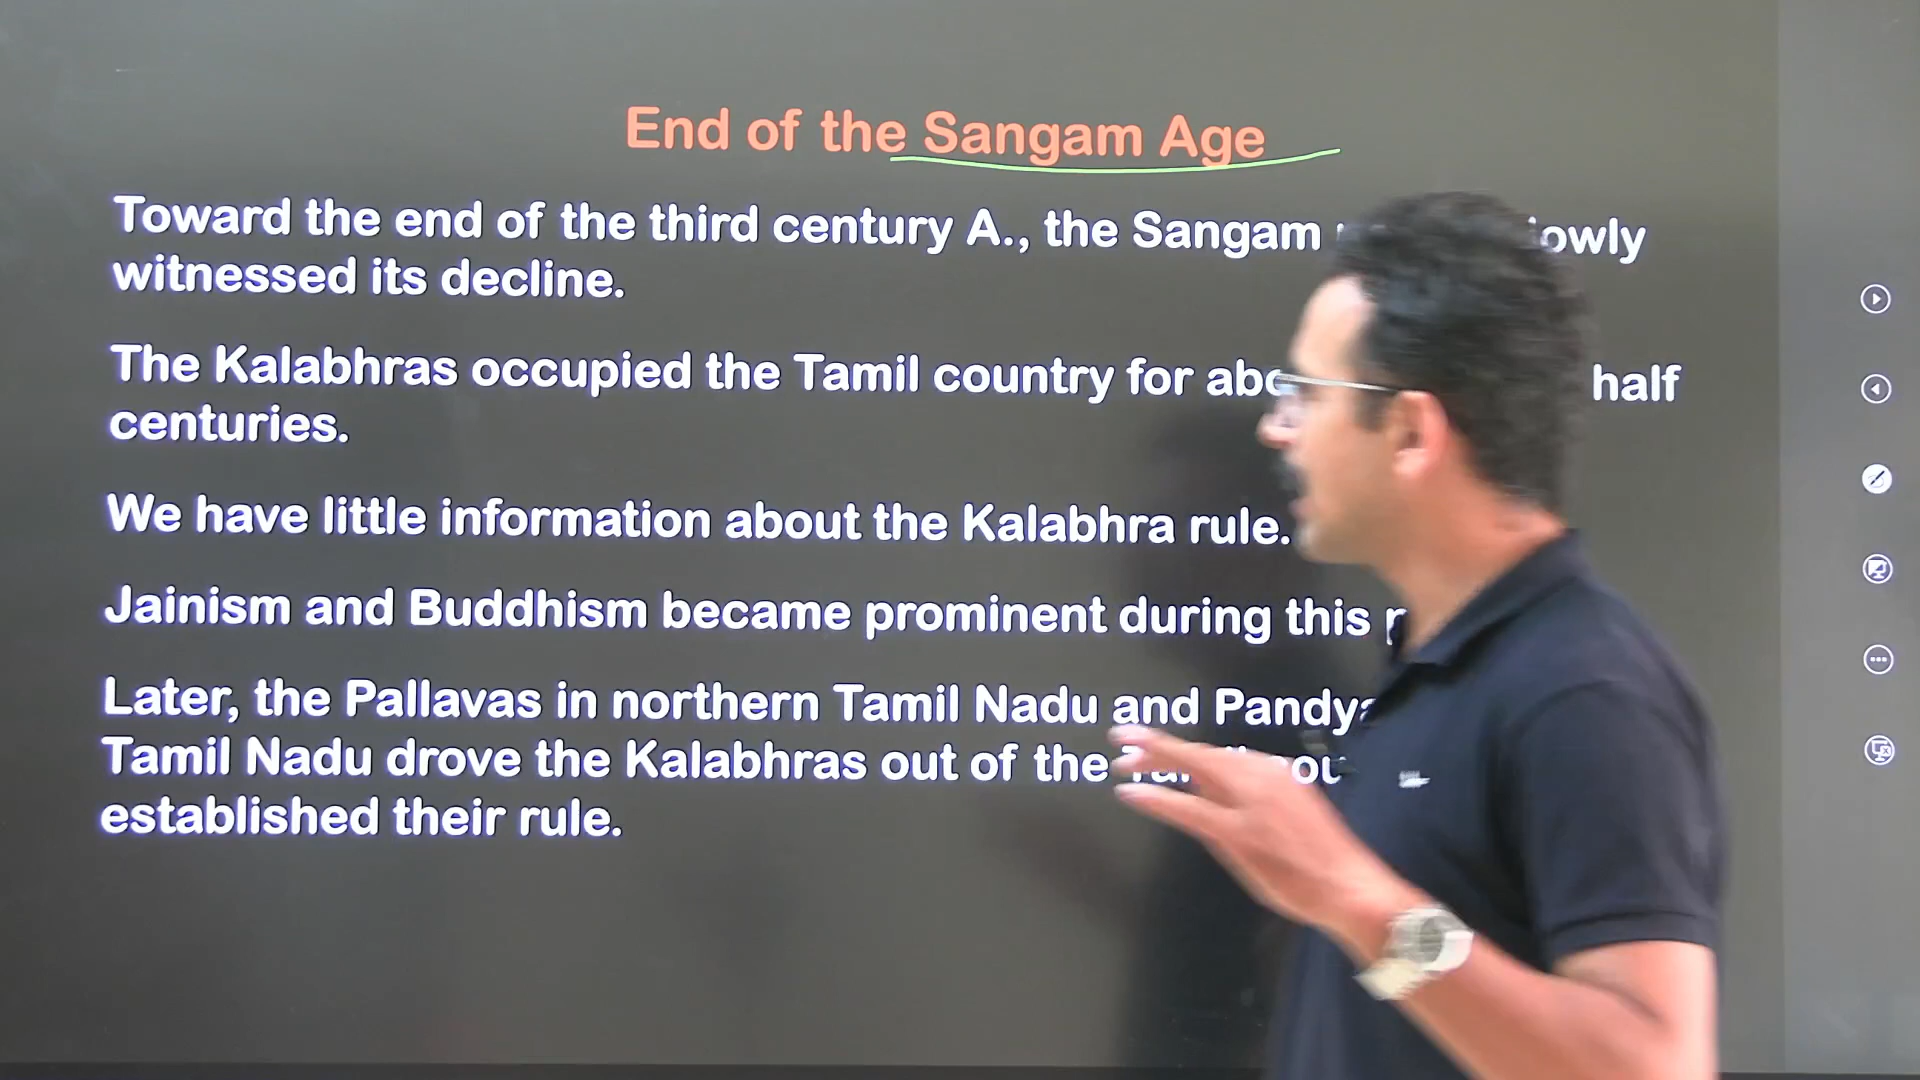 End of the Sangam Age
Toward the end of the third century A., the Sangam
witnessed its decline.
The Kalabhras occupied the Tamil country for half
centuries.
We have little information about the Kalabhra rule.
Jainism and Buddhism became prominent during this
Later, the Pallavas in northern Tamil Nadu and
Tamil Nadu drove the Kalabhras out of the
established their rule.